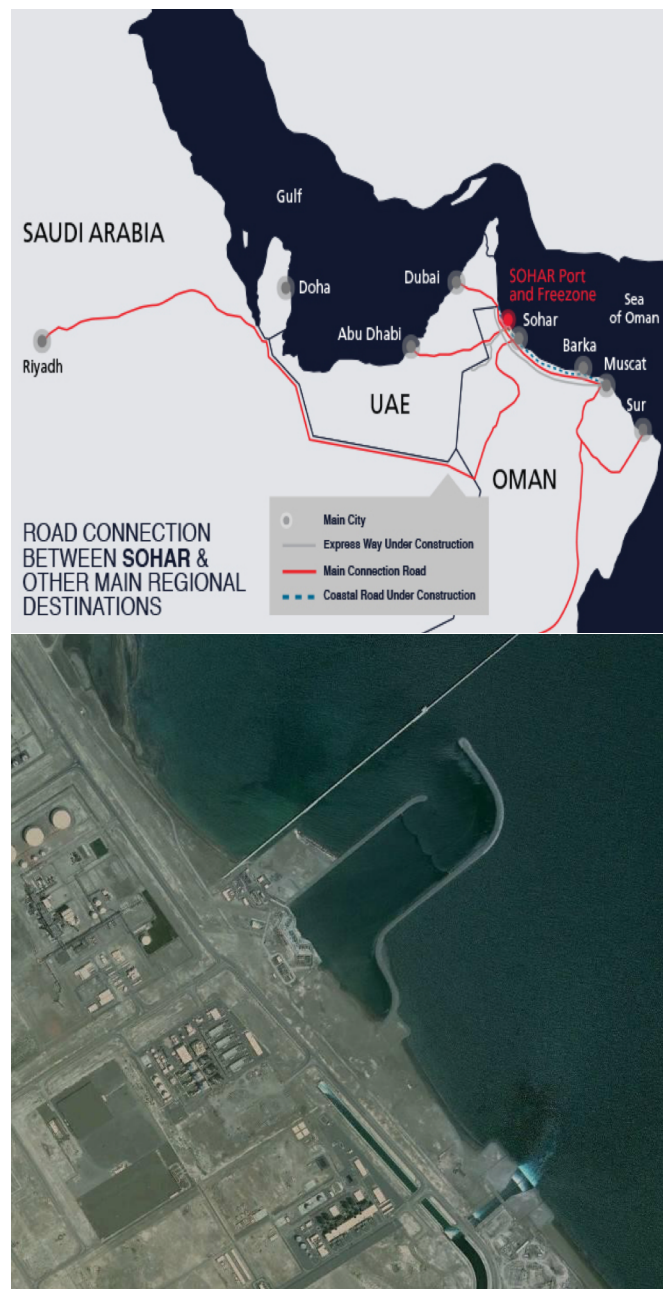 Gulf
SAUDI ARABIA
Doha
Dubai
SOHAR Port
and Freezone
Sea
of Oman
Sohar
Abu Dhabi
Barka
Muscat
Riyadh
UAE
Sur
OMAN
Main City
Express Way Under Construction
Main Connection Road
Coastal Road Under Construction
ROAD CONNECTION
BETWEEN SOHAR &
OTHER MAIN REGIONAL
DESTINATIONS